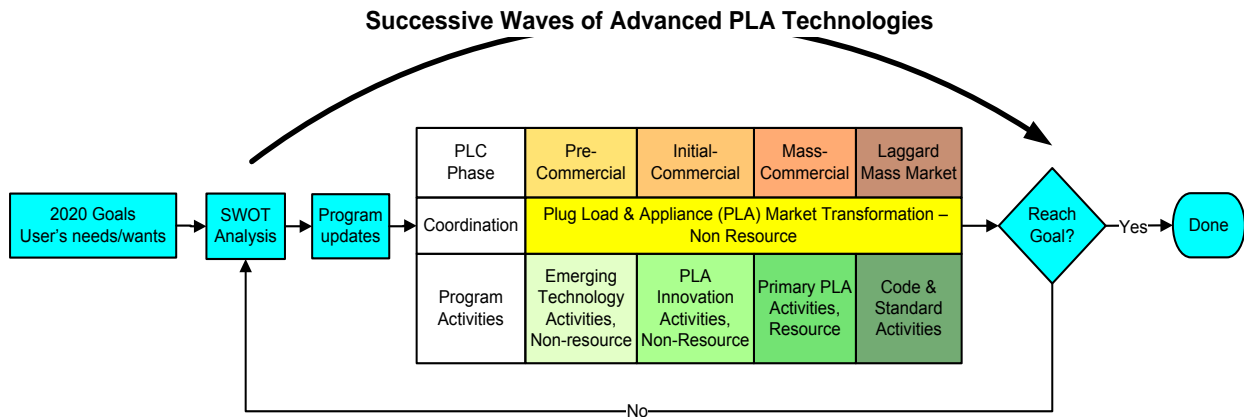 Successive Waves of Advanced PLA Technologies
2020 Goals
User's needs/wants
SWOT
Analysis
Program
updates
PLC
Phase
Pre-
Commercial
Initial-
Commercial
Mass-
Commercial
Laggard
Mass Market
Coordination
Plug Load & Appliance (PLA) Market Transformation –
Non Resource
Program
Activities
Emerging
Technology
Activities,
Non-resource
PLA
Innovation
Activities,
Non-Resource
Primary PLA
Activities,
Resource
Code &
Standard
Activities
Reach
Goal?
Yes
Done
No